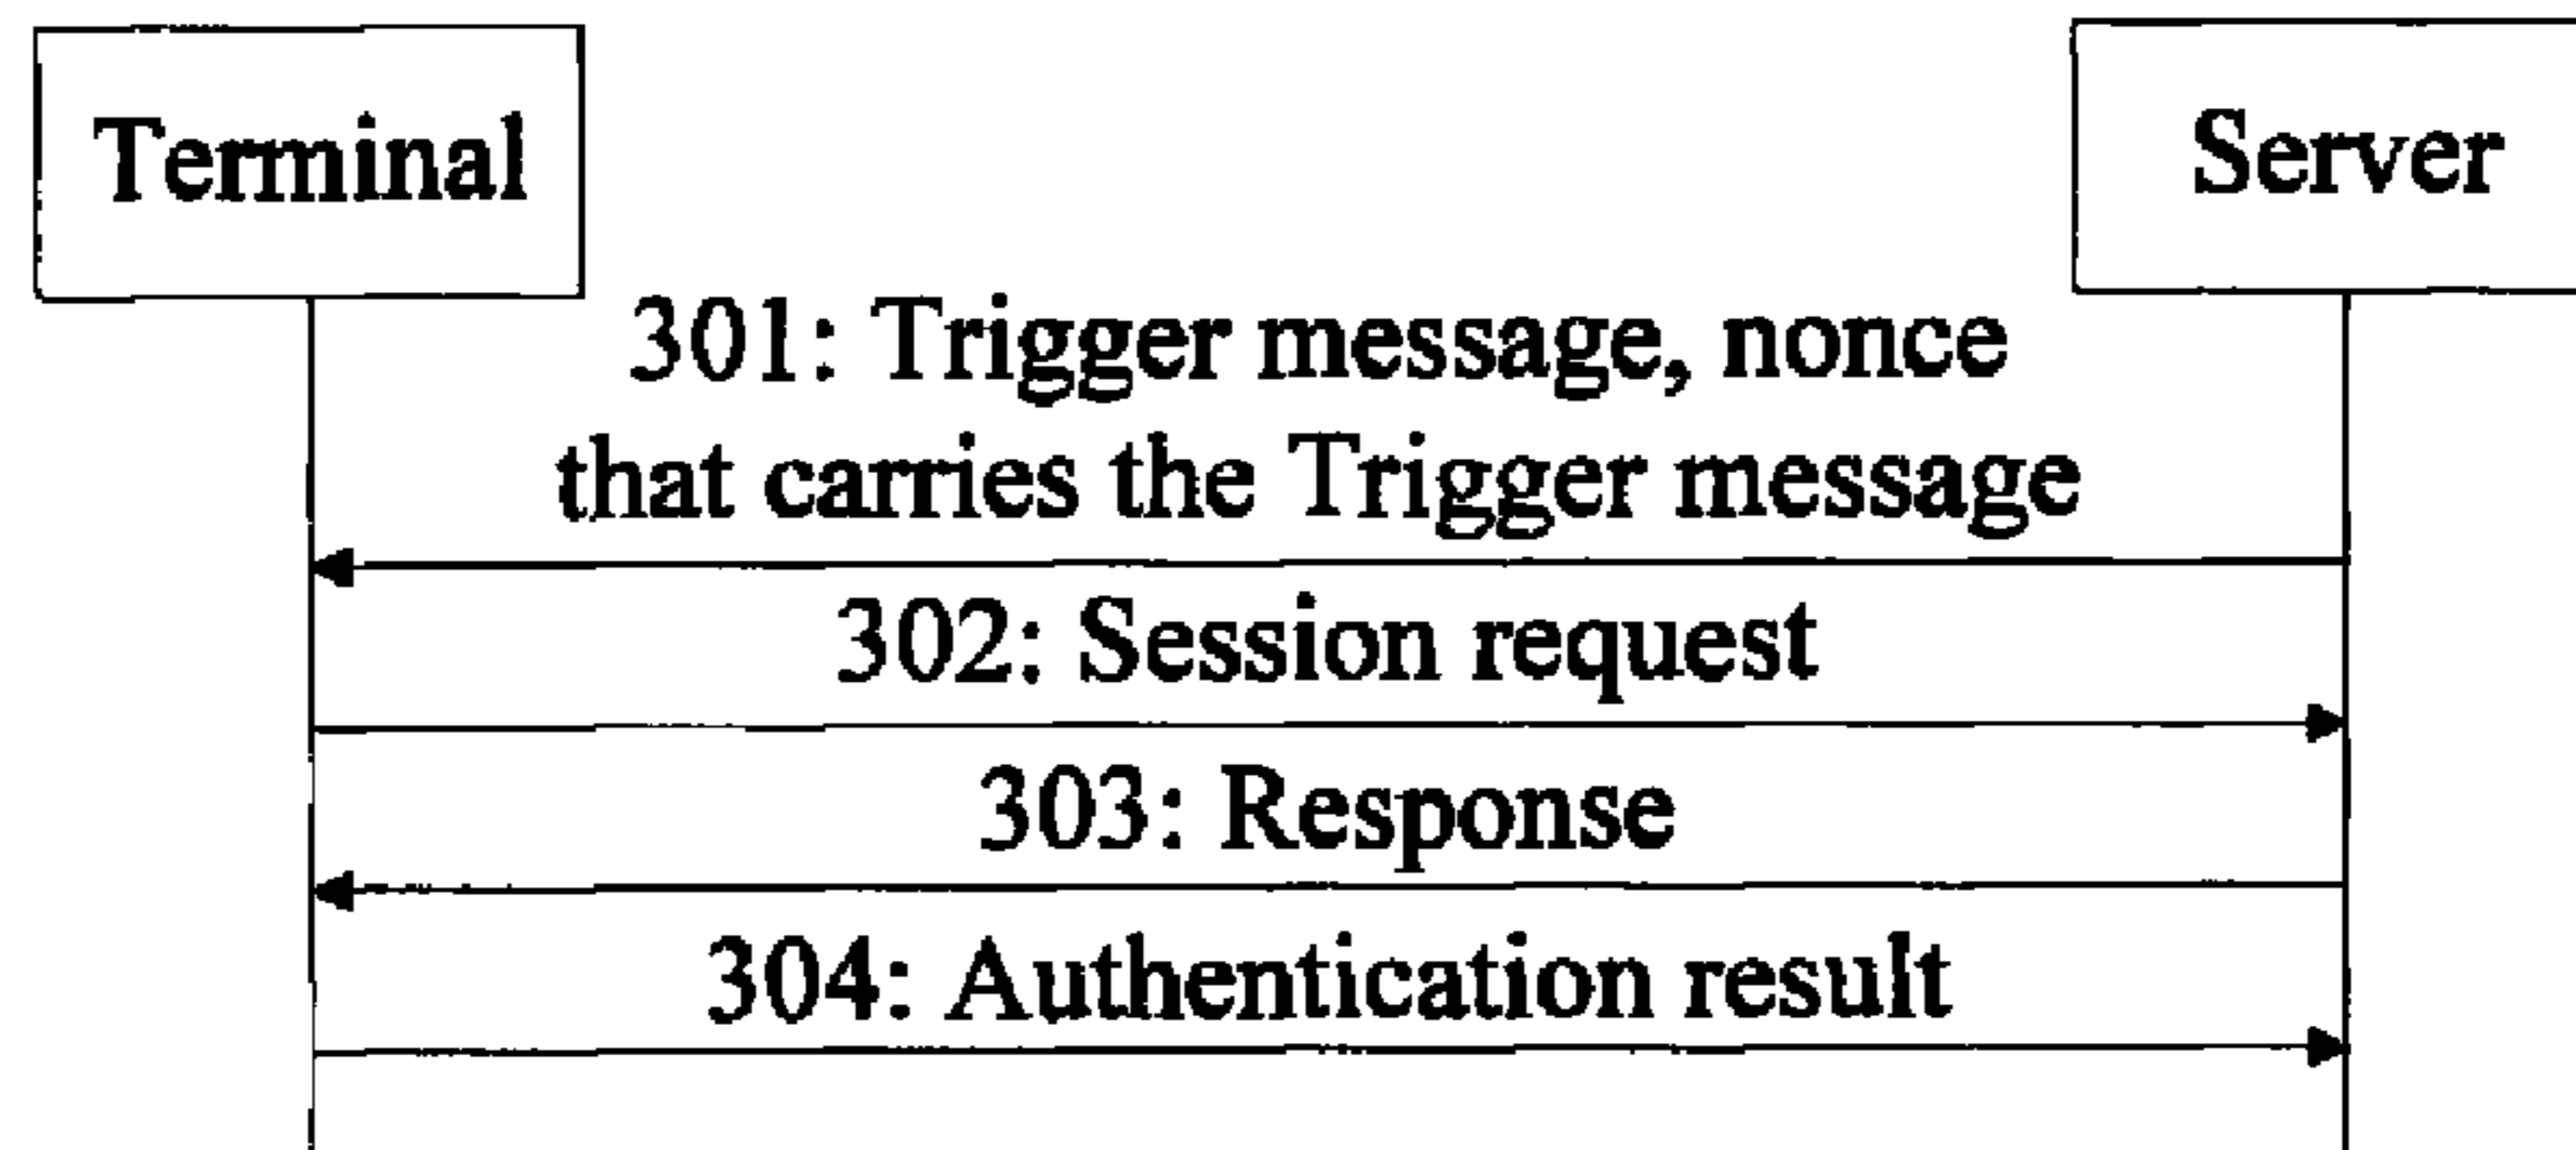 Terminal
Server
301: Trigger message, nonce
that carries the Trigger message
302: Session request
303: Response
304: Authentication result